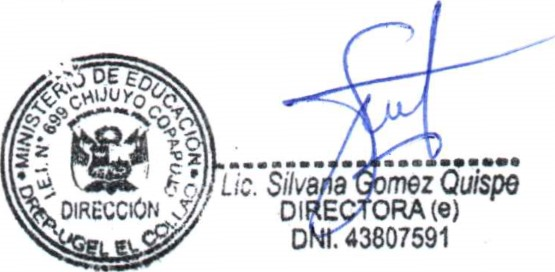 MINISTERIO DE EDUCACIÓN
I.E.I. N° 699 CHIJUYO COPAPUJO
DIRECCIÓN
DREP-UGEL EL COLLAO
Lic. Silvana Gomez Quispe
DIRECTORA (e)
DNI. 43807591